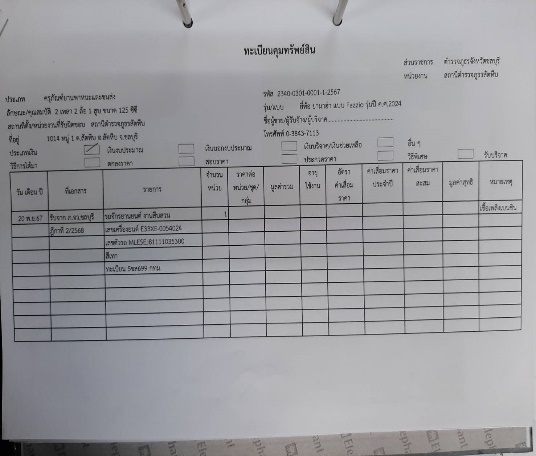 ทะเบียนคุมทรัพย์สิน
ส่วนราชการ ตำรวจภูธรจังหวัดชลบุรี
หน่วยงาน สถานีตำรวจภูธรสัตหีบ
ประเภท ครุภัณฑ์ยานพาหนะและขนส่ง
รหัส 2340-0301-0001-1-2567
ลักษณะ/คุณสมบัติ 2 เพลา 2 ล้อ 1 สูบ ขนาด 125 ซีซี
รุ่น/แบบ ยี่ห้อ ยามาฮ่า แบบ Fazzio รุ่นปี ค.ศ.2024
สถานที่ตั้ง/หน่วยงานที่รับผิดชอบ สถานีตำรวจภูธรสัตหีบ
ชื่อผู้ขาย/ผู้รับจ้าง/ผู้บริจาค
ที่อยู่ 1014 หมู่ 1 ต.สัตหีบ อ.สัตหีบ จ.ชลบุรี
โทรศัพท์ 0-3843-7113
ประเภทเงิน เงินงบประมาณ เงินนอกงบประมาณ เงินบริจาค/เงินช่วยเหลือ อื่น ๆ
วิธีการได้มา ตกลงราคา สอบราคา ประกวดราคา วิธีพิเศษ รับบริจาค
วัน เดือน ปี ที่เอกสาร รายการ จำนวน หน่วย ราคาต่อ หน่วย/ชุด/ กลุ่ม มูลค่ารวม อายุ ใช้งาน อัตรา ค่าเสื่อม ราคา ค่าเสื่อมราคา ประจำปี ค่าเสื่อมราคา สะสม มูลค่าสุทธิ หมายเหตุ
20 พ.ย.67 รับจาก ภ.จว.ชลบุรี รถจักรยานยนต์ งานสืบสวน 1 เชื้อเพลิงเบนซิน
ฎีกาที่ 2/2568 เลขเครื่องยนต์ E33XE-0054024
เลขตัวรถ
สีเทา
ทะเบียน
Elephant